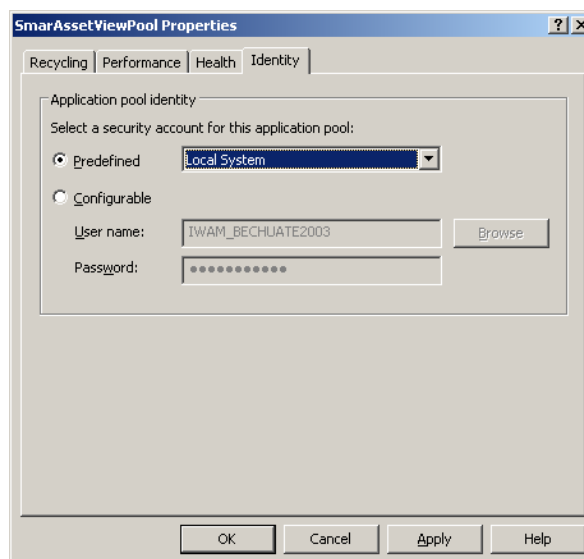 SmarAssetViewPool Properties
Recycling Performance Health Identity
Application pool identity
Select a security account for this application pool:
Predefined Local System
Configurable
User name: IWAM_BECHUATE2003 Browse
Password: ●●●●●●●●●●●
OK Cancel Apply Help